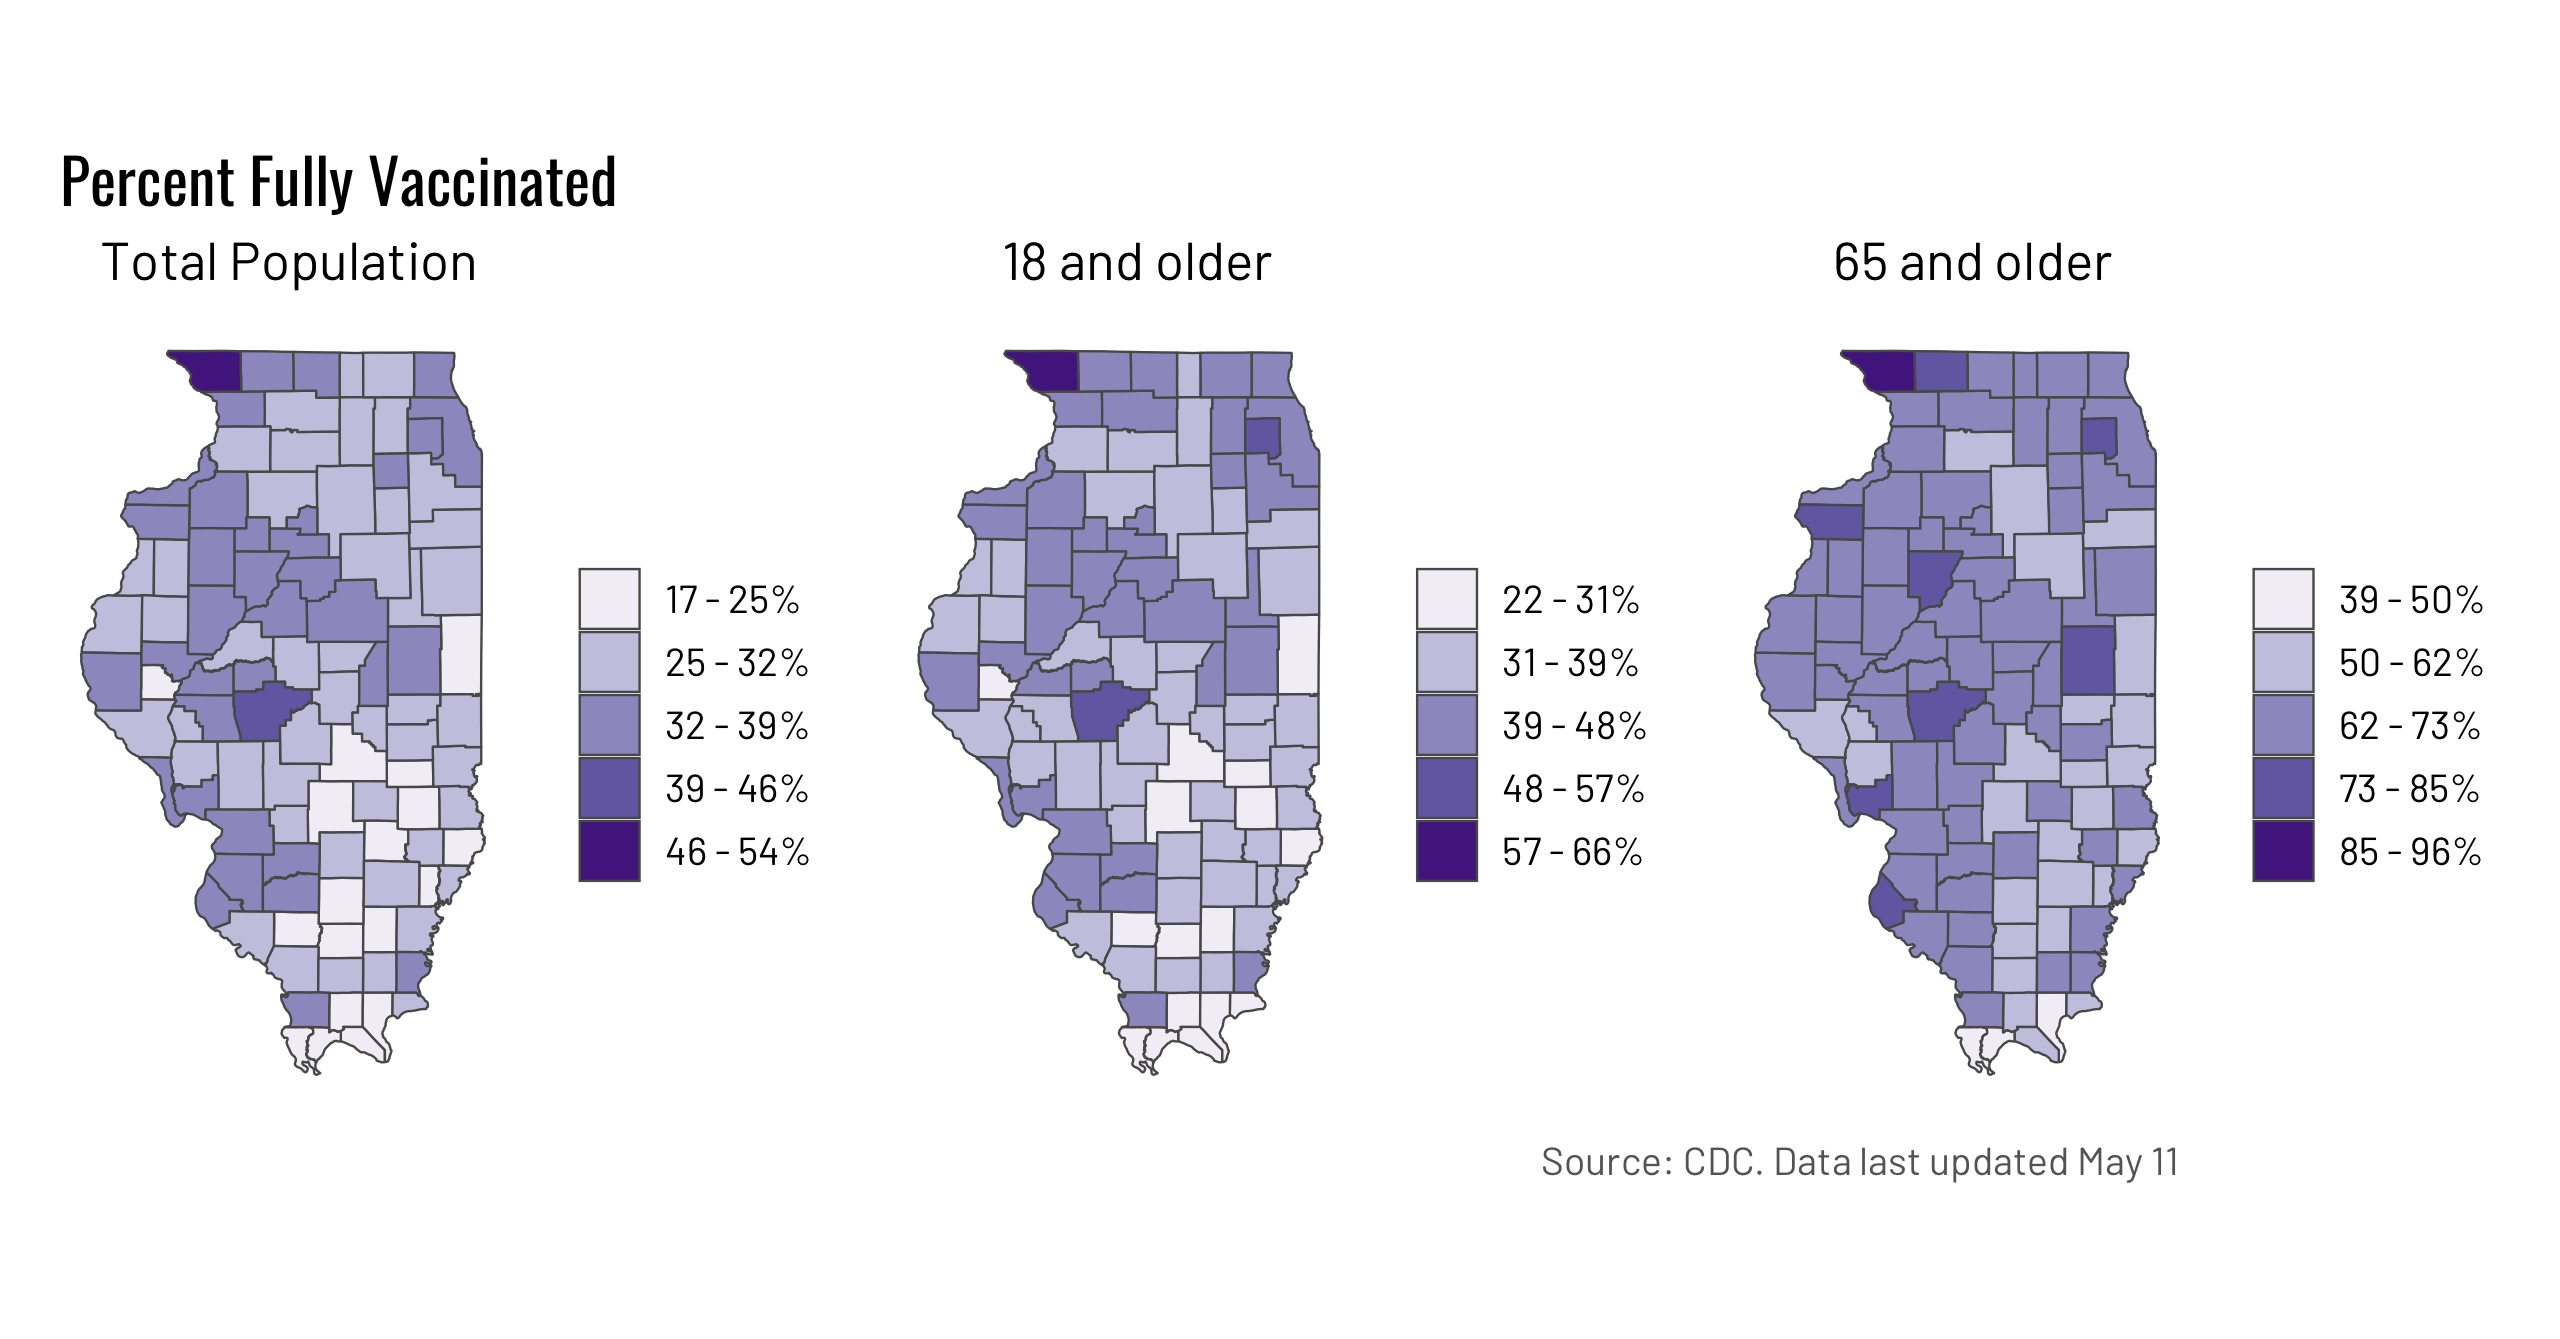 Percent Fully Vaccinated
Total Population
18 and older
65 and older
17 - 25%
25 - 32%
32 - 39%
39 - 46%
46 - 54%
22 - 31%
31 - 39%
39 - 48%
48 - 57%
57 - 66%
39 - 50%
50 - 62%
62 - 73%
73 - 85%
85 - 96%
Source: CDC. Data last updated May 11